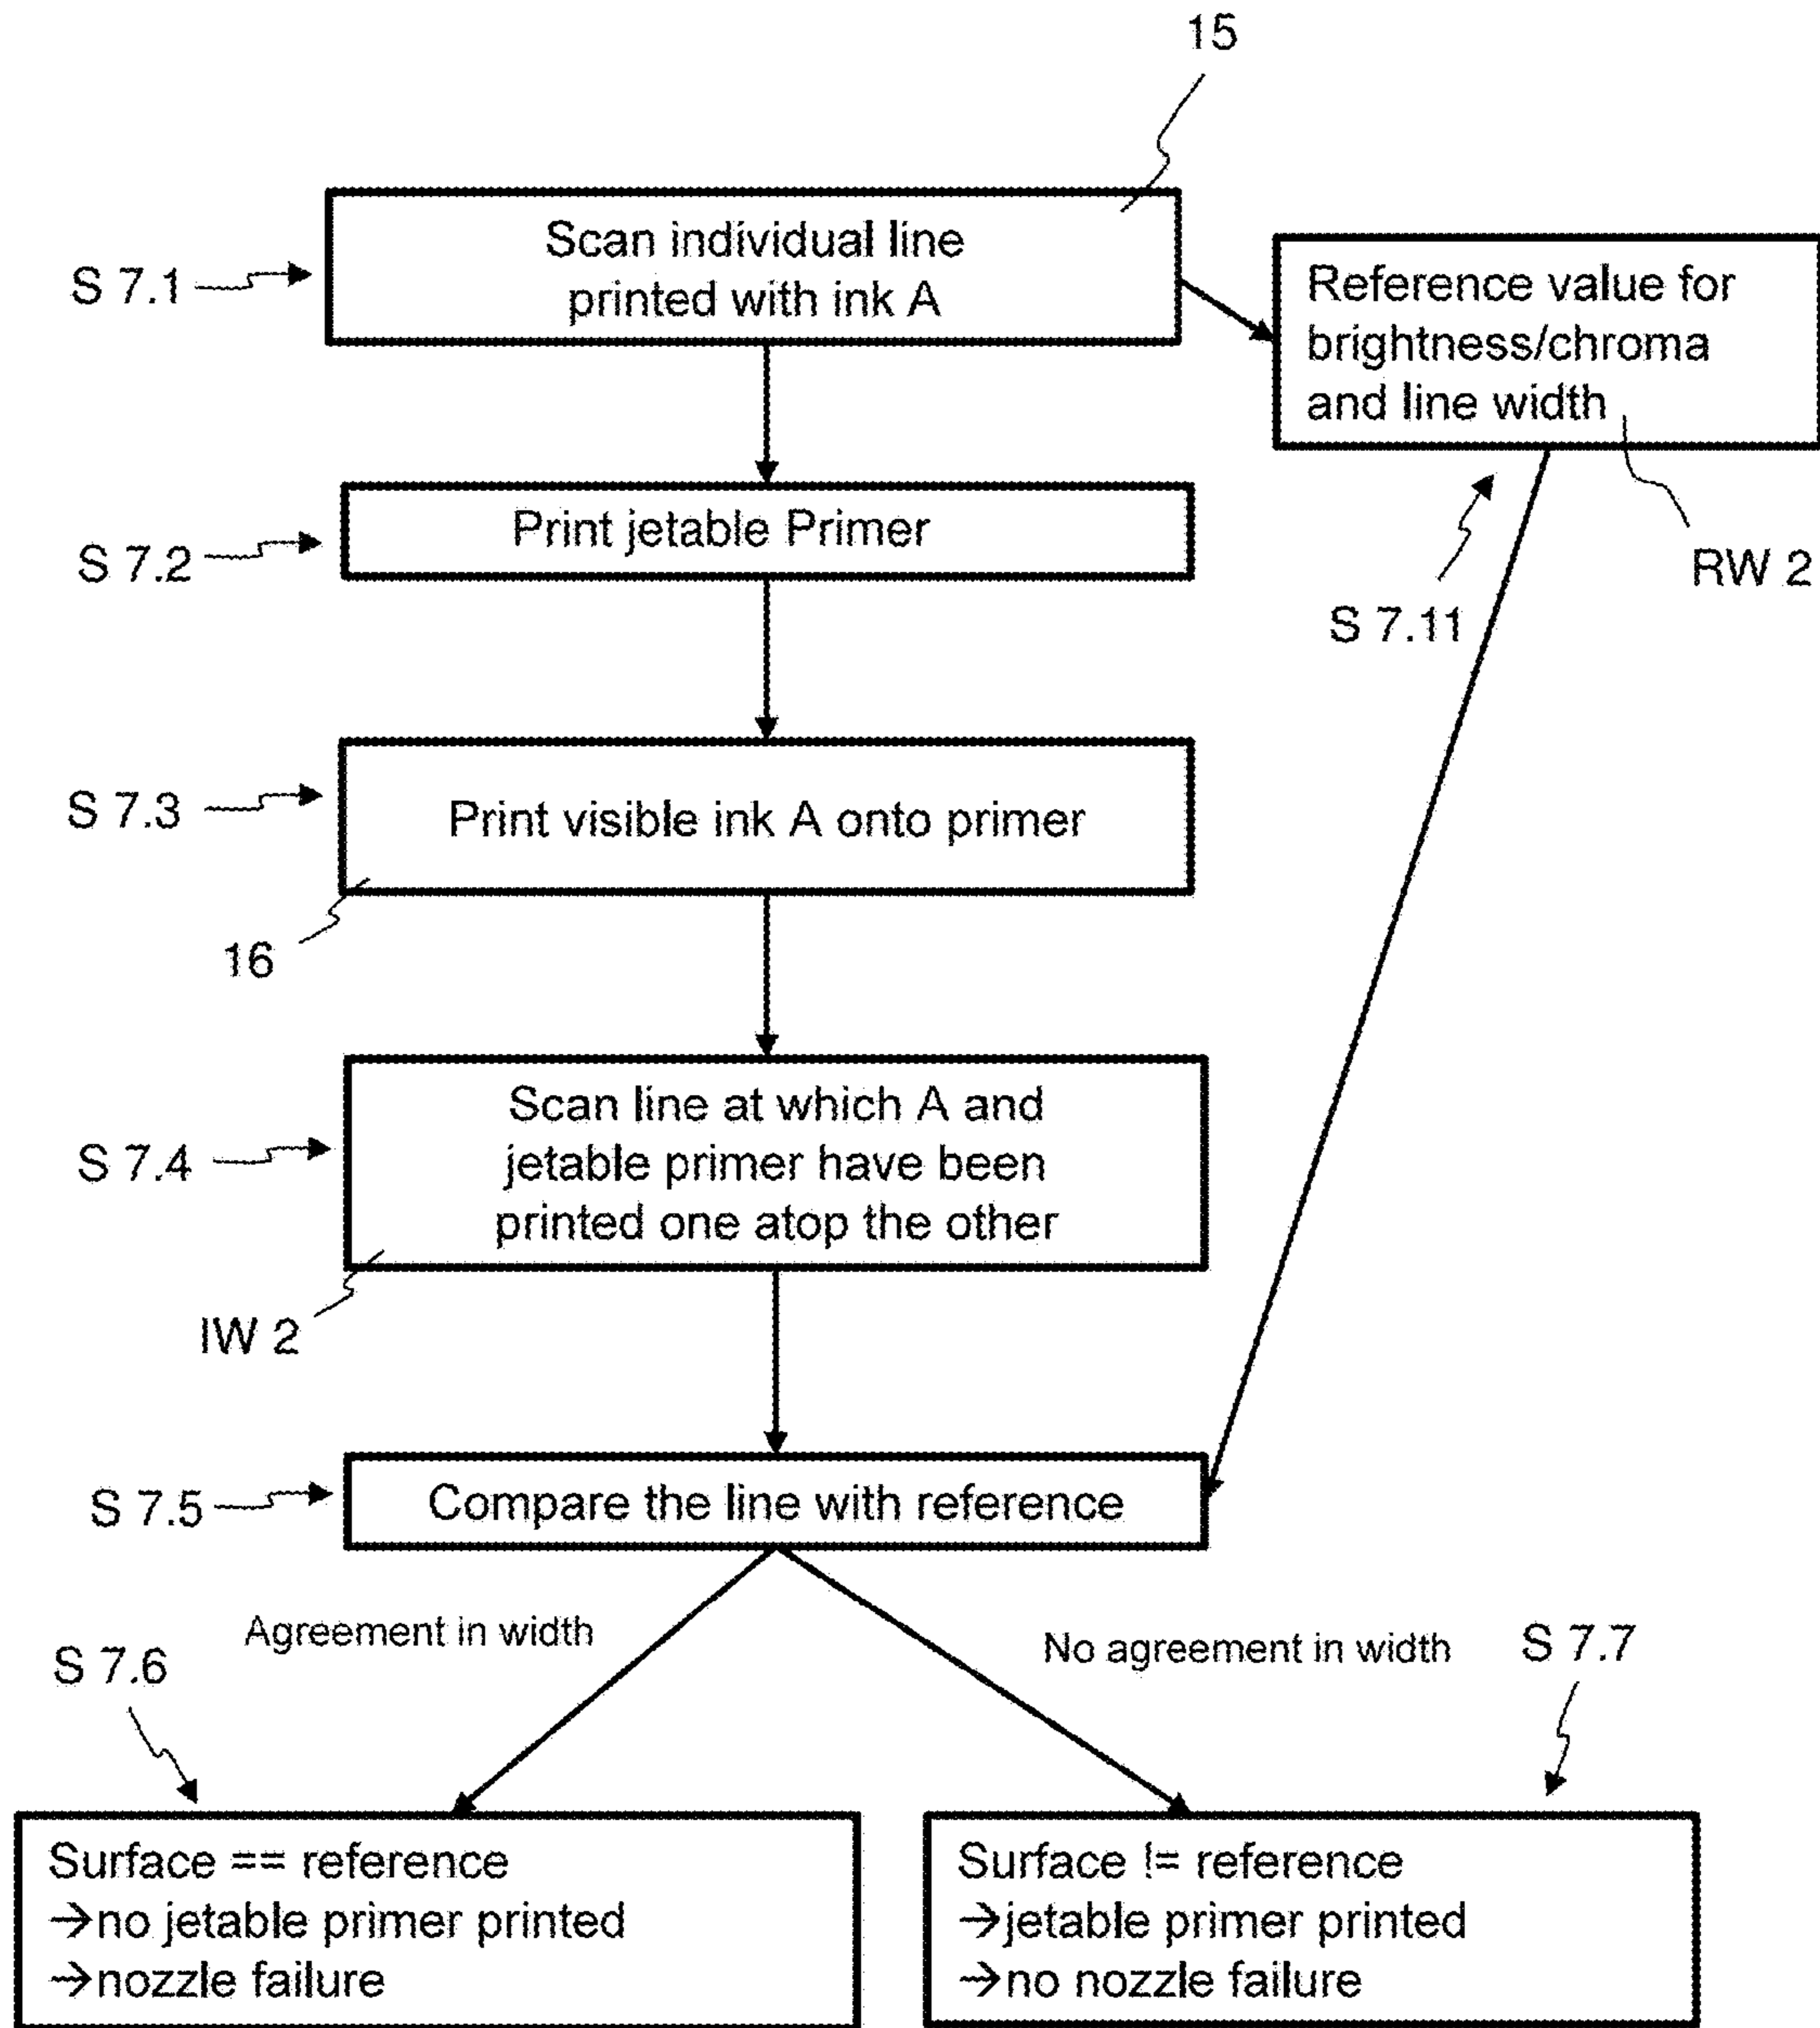 15
Scan individual line
printed with ink A
S 7.1
Reference value for
brightness/chroma
and line width
RW 2
S 7.11
Print jetable Primer
S 7.2
Print visible ink A onto primer
S 7.3
16
Scan line at which A and
jetable primer have been
printed one atop the other
S 7.4
IW 2
Compare the line with reference
S 7.5
Agreement in width
No agreement in width
S 7.6
S 7.7
Surface == reference
→no jetable primer printed
→nozzle failure
Surface != reference
→jetable primer printed
→no nozzle failure